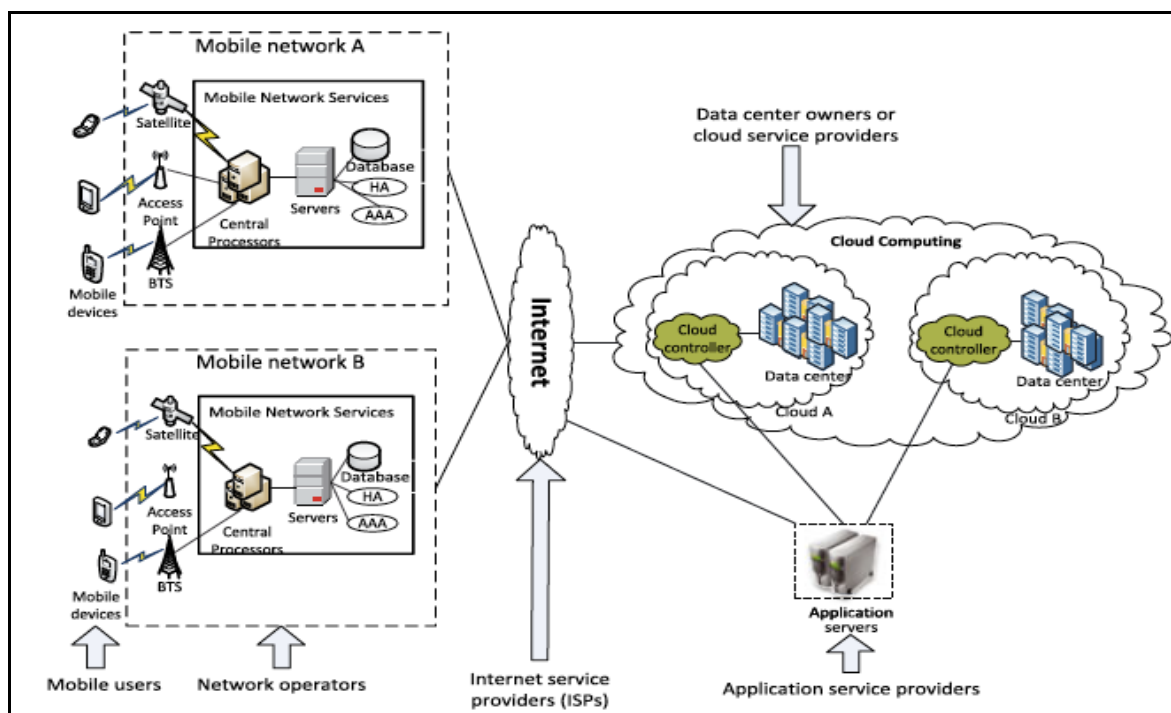 Mobile network A
Mobile Network Services
Satellite
Database
HA
AAA
Servers
Access
Point
Central
Processors
BTS
Mobile
devices
Mobile network B
Mobile Network Services
Satellite
Database
HA
AAA
Servers
Access
Point
Central
Processors
BTS
Mobile
devices
Mobile users
Network operators
Internet
Internet service
providers (ISPs)
Data center owners or
cloud service providers
Cloud Computing
Cloud
controller
Data center
Cloud A
Cloud
controller
Data center
Cloud B
Application
servers
Application service providers